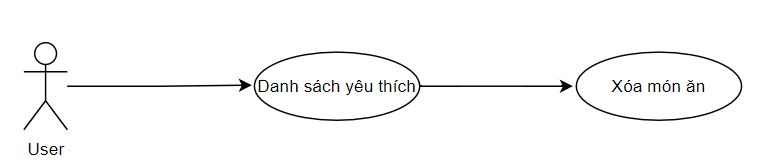 Danh sách yêu thích
Xóa món ăn
User